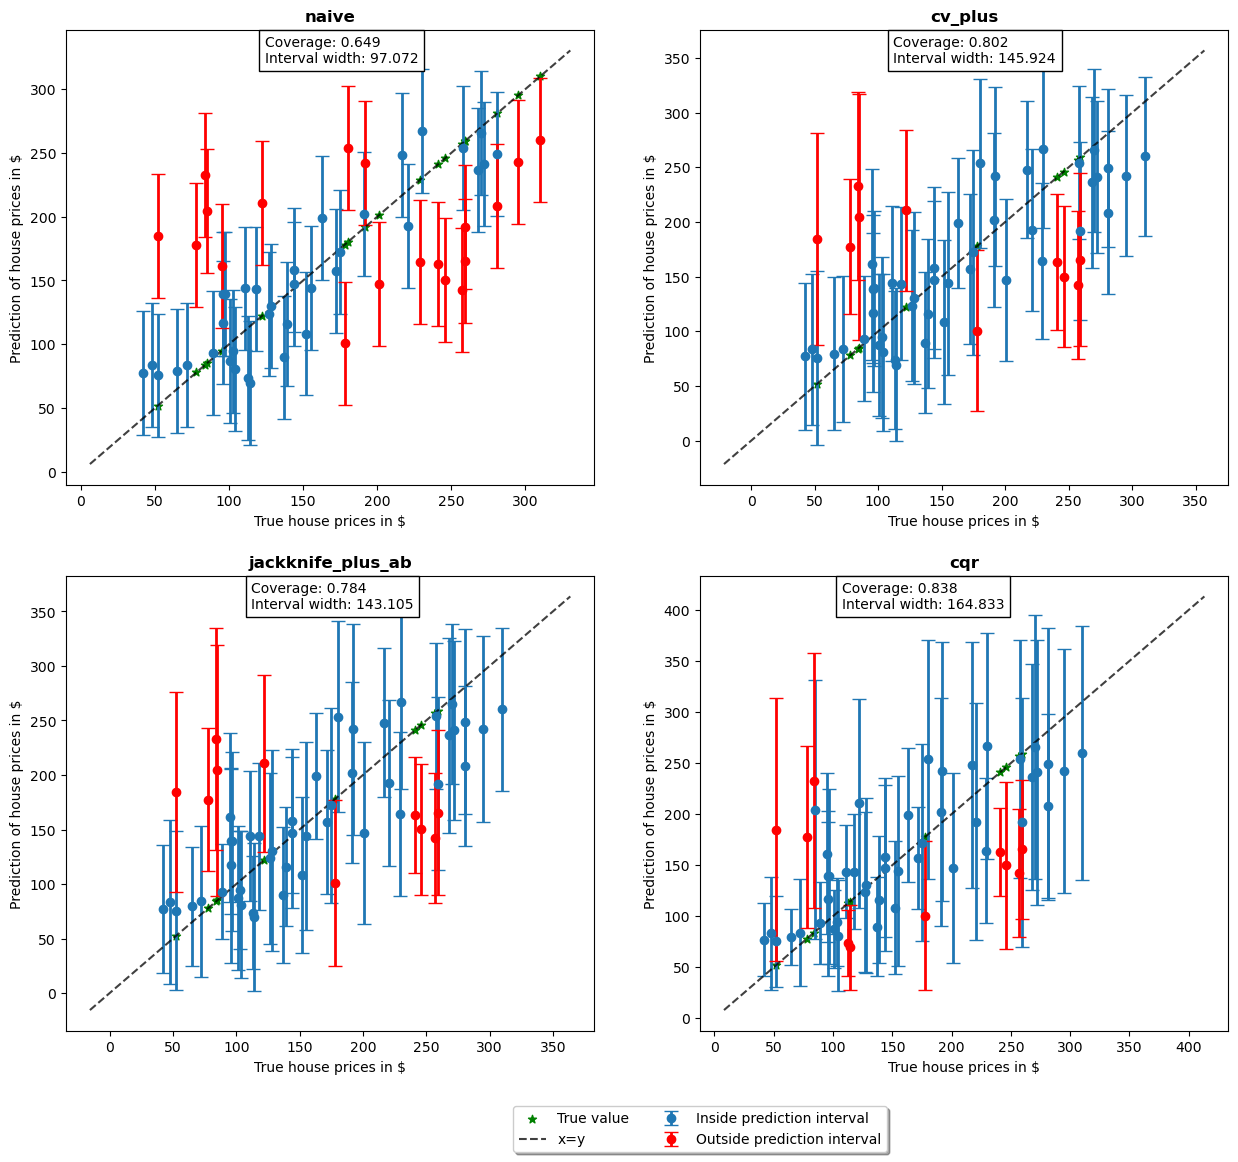 naive
Coverage: 0.649
Interval width: 97.072
Prediction of house prices in $
300
250
200
150
100
50
0
0 50 100 150 200 250 300
True house prices in $
cv_plus
Coverage: 0.802
Interval width: 145.924
Prediction of house prices in $
350
300
250
200
150
100
50
0
0 50 100 150 200 250 300 350
True house prices in $
jackknife_plus_ab
Coverage: 0.784
Interval width: 143.105
Prediction of house prices in $
350
300
250
200
150
100
50
0
0 50 100 150 200 250 300 350
True house prices in $
cqr
Coverage: 0.838
Interval width: 164.833
Prediction of house prices in $
400
350
300
250
200
150
100
50
0
0 50 100 150 200 250 300 350 400
True house prices in $
True value
x=y
Inside prediction interval
Outside prediction interval